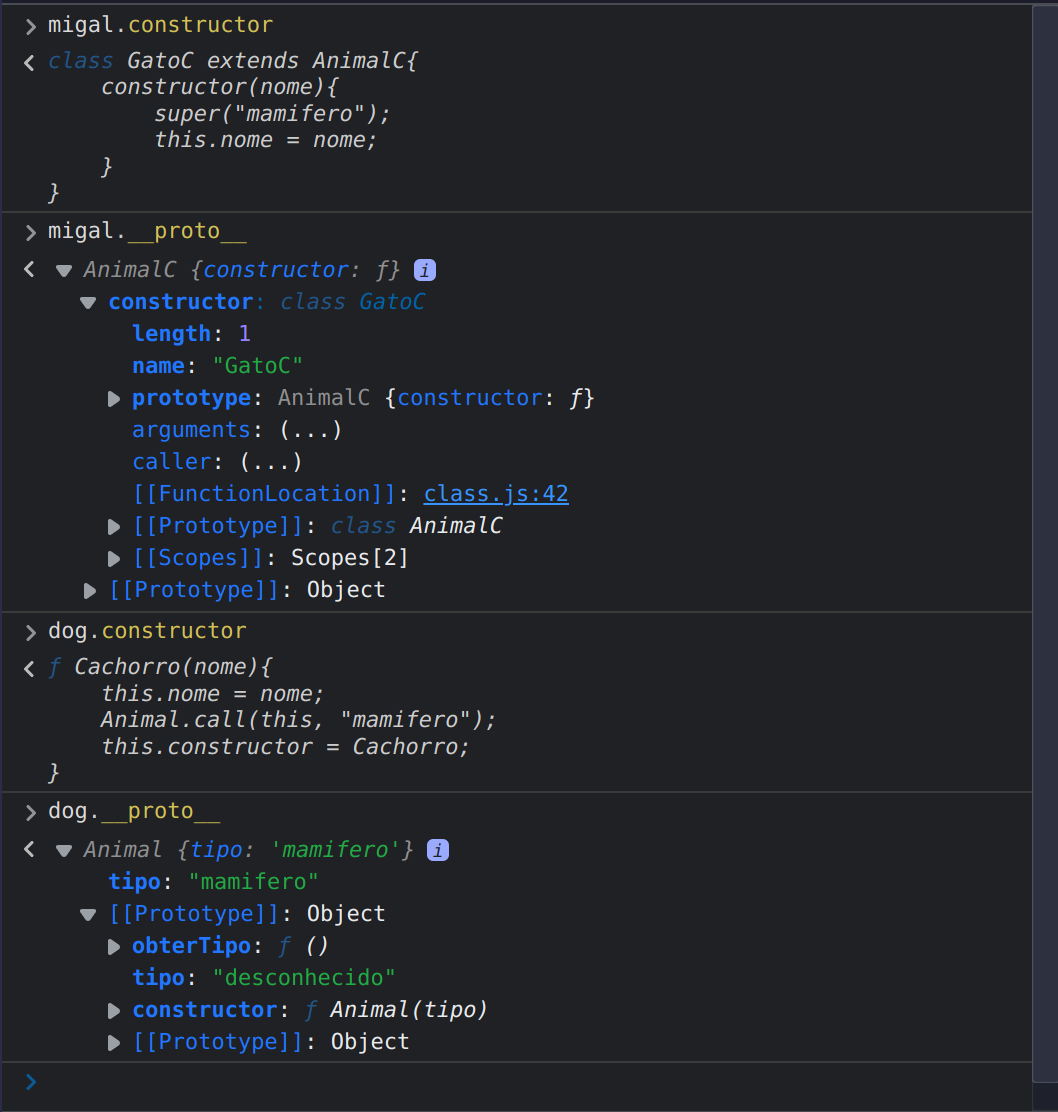 migal.constructor
class GatoC extends AnimalC{
    constructor(nome){
        super("mamifero");
        this.nome = nome;
    }
}
migal.__proto__
AnimalC {constructor: ƒ} i
constructor: class GatoC
length: 1
name: "GatoC"
prototype: AnimalC {constructor: ƒ}
arguments: (...)
caller: (...)
[[FunctionLocation]]: class.js:42
[[Prototype]]: class AnimalC
[[Scopes]]: Scopes[2]
[[Prototype]]: Object
dog.constructor
ƒ Cachorro(nome){
    this.nome = nome;
    Animal.call(this, "mamifero");
    this.constructor = Cachorro;
}
dog.__proto__
Animal {tipo: 'mamifero'} i
tipo: "mamifero"
[[Prototype]]: Object
obterTipo: ƒ ()
tipo: "desconhecido"
constructor: ƒ Animal(tipo)
[[Prototype]]: Object